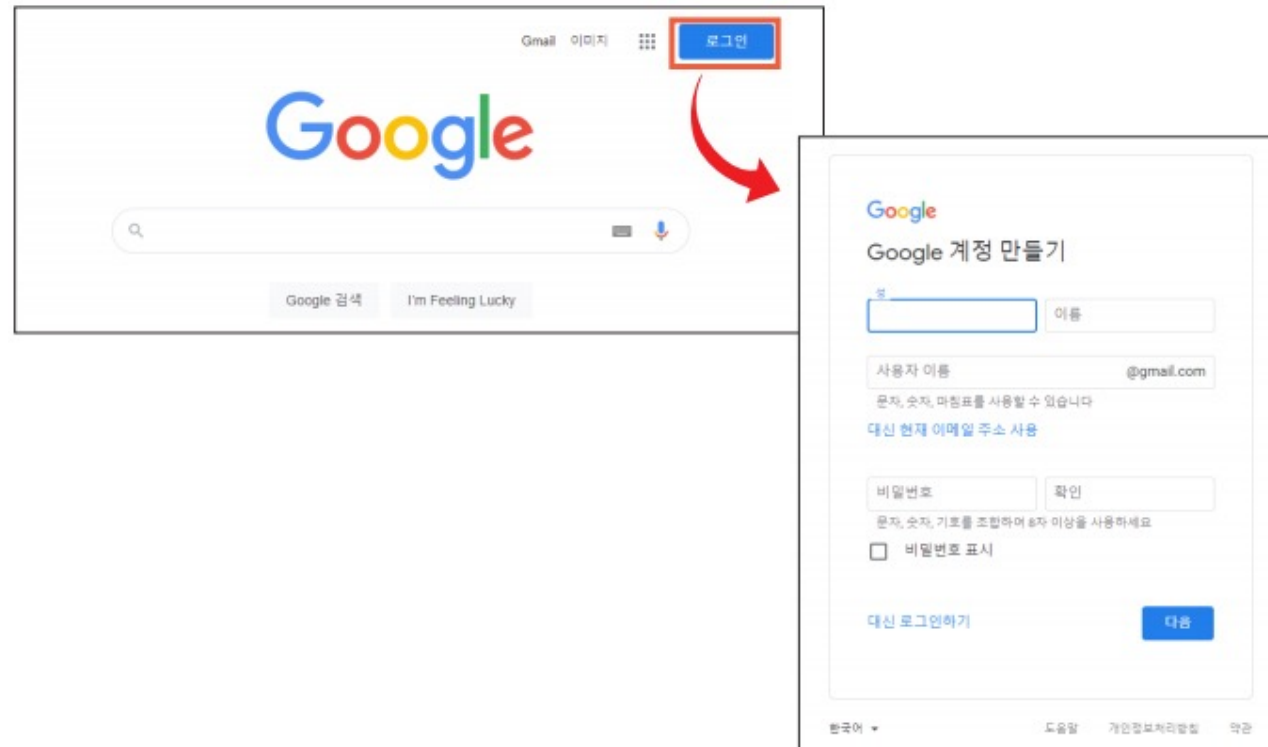 Gmail 이미지 로그인
Google
Google 검색 I'm Feeling Lucky
Google
Google 계정 만들기
성
이름
사용자 이름 @gmail.com
문자, 숫자, 마침표를 사용할 수 있습니다
대신 현재 이메일 주소 사용
비밀번호 확인
문자, 숫자, 기호를 조합하여 8자 이상을 사용하세요
비밀번호 표시
대신 로그인하기 다음
한국어 도움말 개인정보처리방침 약관